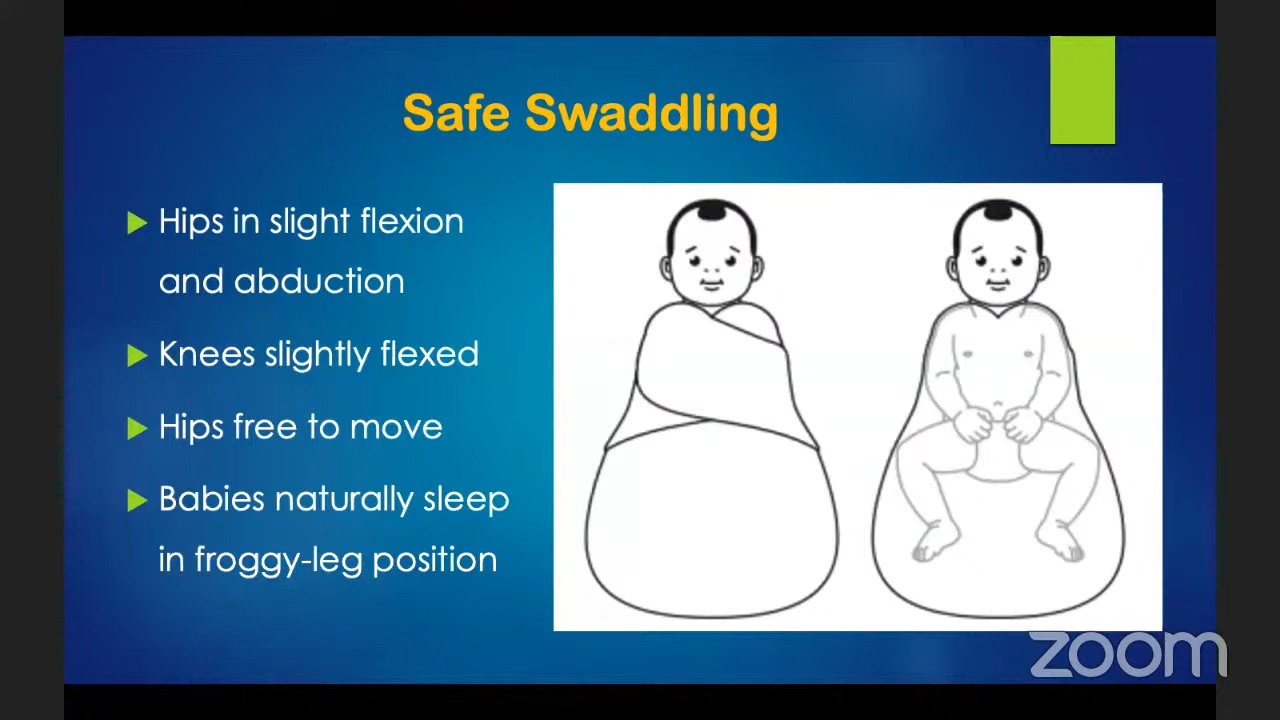 Safe Swaddling
Hips in slight flexion
and abduction
Knees slightly flexed
Hips free to move
Babies naturally sleep
in froggy-leg position
zoom